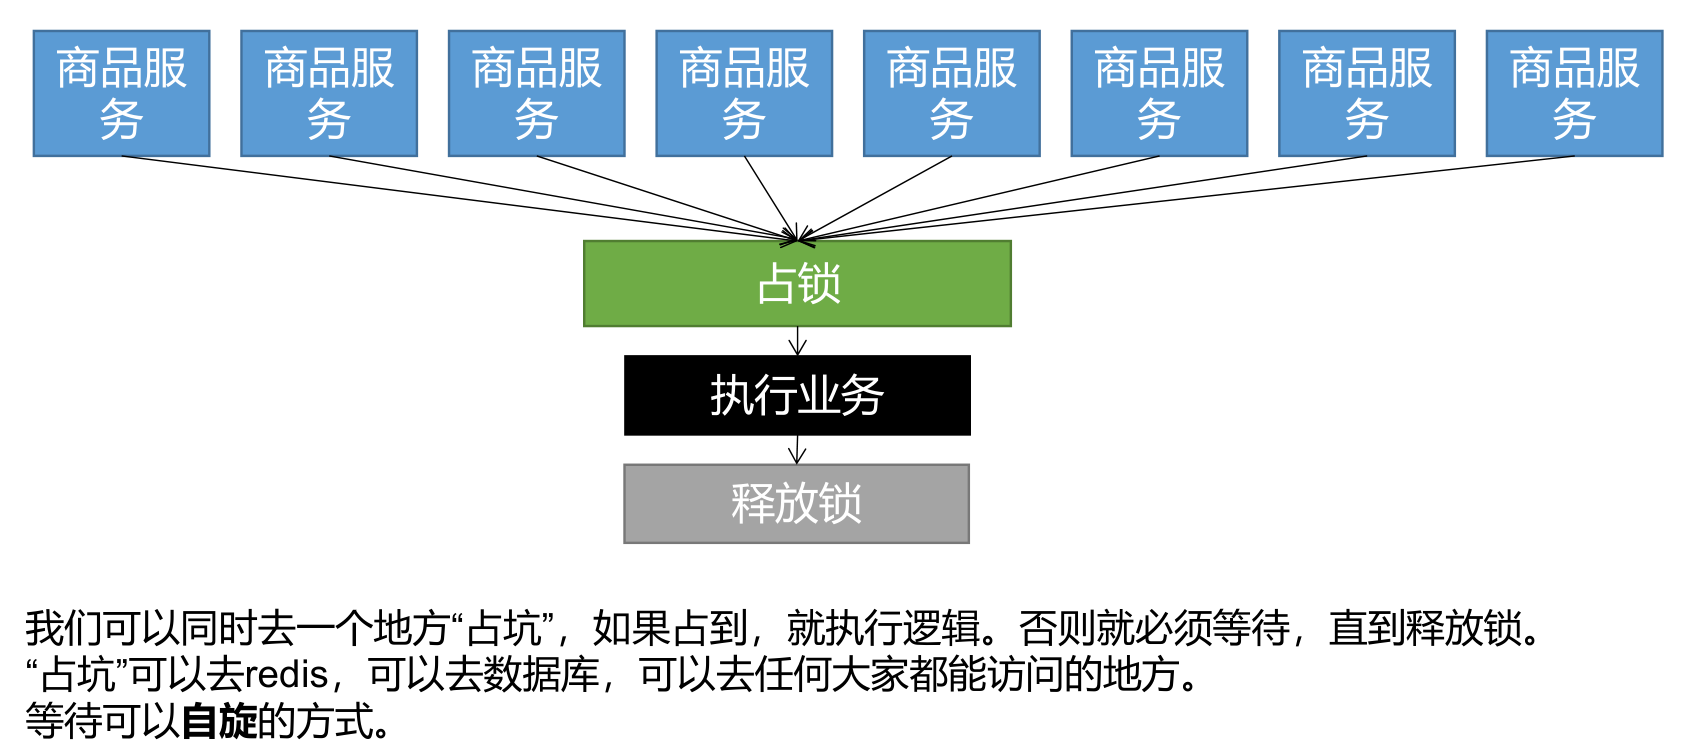 商品服
务
商品服
务
商品服
务
商品服
务
商品服
务
商品服
务
商品服
务
商品服
务
占锁
执行业务
释放锁
我们可以同时去一个地方“占坑”，如果占到，就执行逻辑。否则就必须等待，直到释放锁。
“占坑”可以去redis，可以去数据库，可以去任何大家都能访问的地方。
等待可以自旋的方式。